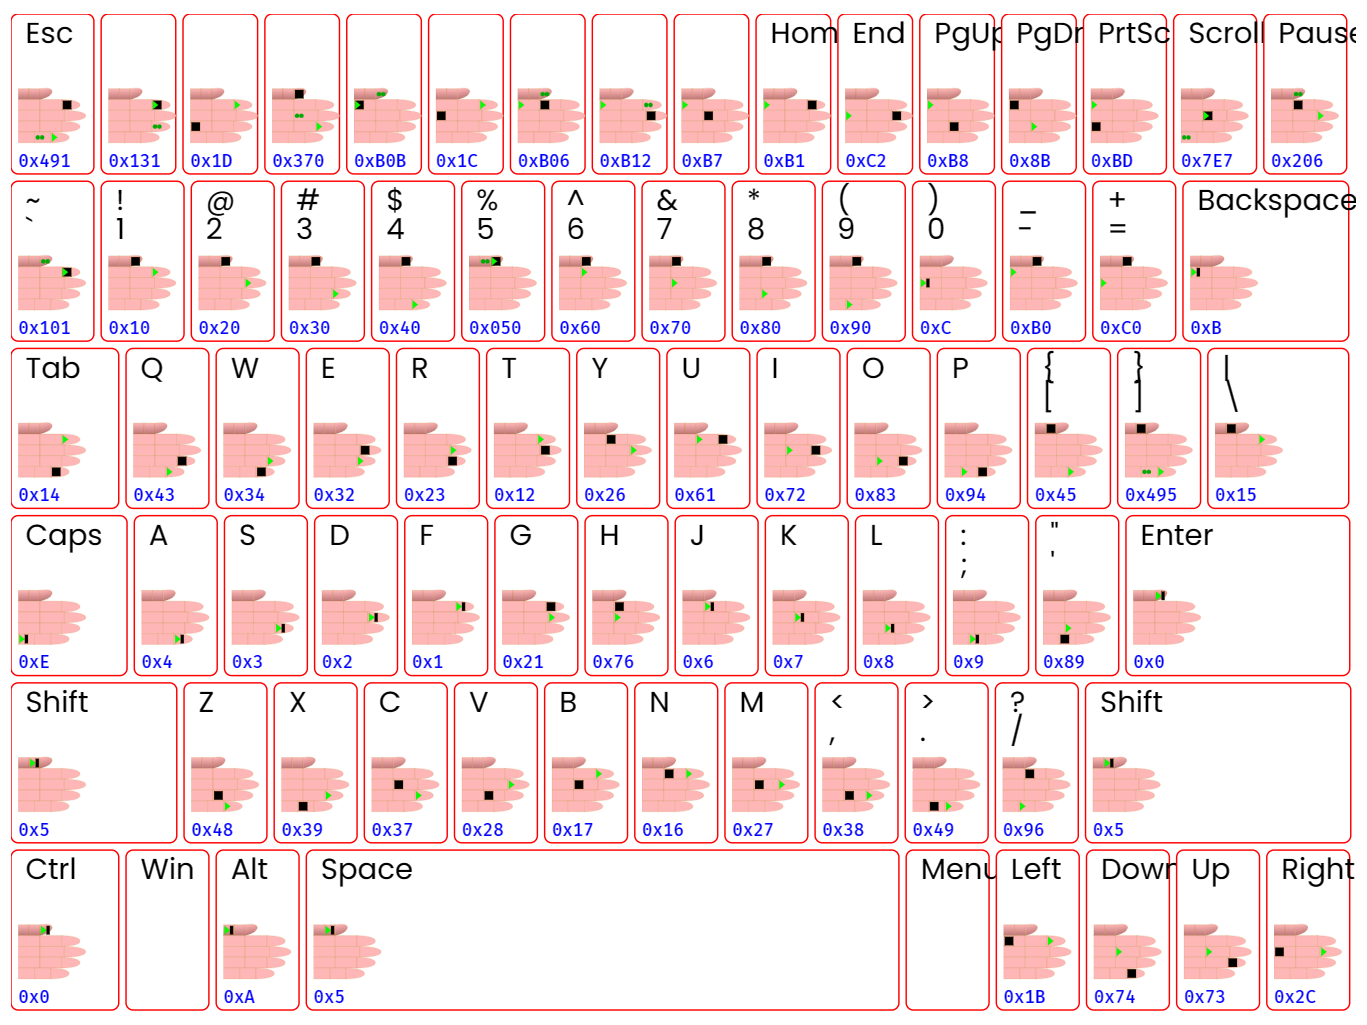 Esc Home End PgUp PgDn PrtSc Scroll Pause
0x491 0x131 0x1D 0x370 0xB0B 0x1C 0xB06 0xB12 0xB7 0xB1 0xC2 0xB8 0x8B 0xBD 0x7E7 0x206
~ ! @ # $ % ^ & * ( ) _ + Backspace
` 1 2 3 4 5 6 7 8 9 0 - =
0x101 0x10 0x20 0x30 0x40 0x050 0x60 0x70 0x80 0x90 0xC 0xB0 0xC0 0xB
Tab Q W E R T Y U I O P { } |
[ ] \
0x14 0x43 0x34 0x32 0x23 0x12 0x26 0x61 0x72 0x83 0x94 0x45 0x495 0x15
Caps A S D F G H J K L : " Enter
; '
0xE 0x4 0x3 0x2 0x1 0x21 0x76 0x6 0x7 0x8 0x9 0x89 0x0
Shift Z X C V B N M < > ? Shift
, . /
0x5 0x48 0x39 0x37 0x28 0x17 0x16 0x27 0x38 0x49 0x96 0x5
Ctrl Win Alt Space Menu Left Down Up Right
0x0 0xA 0x5 0x1B 0x74 0x73 0x2C